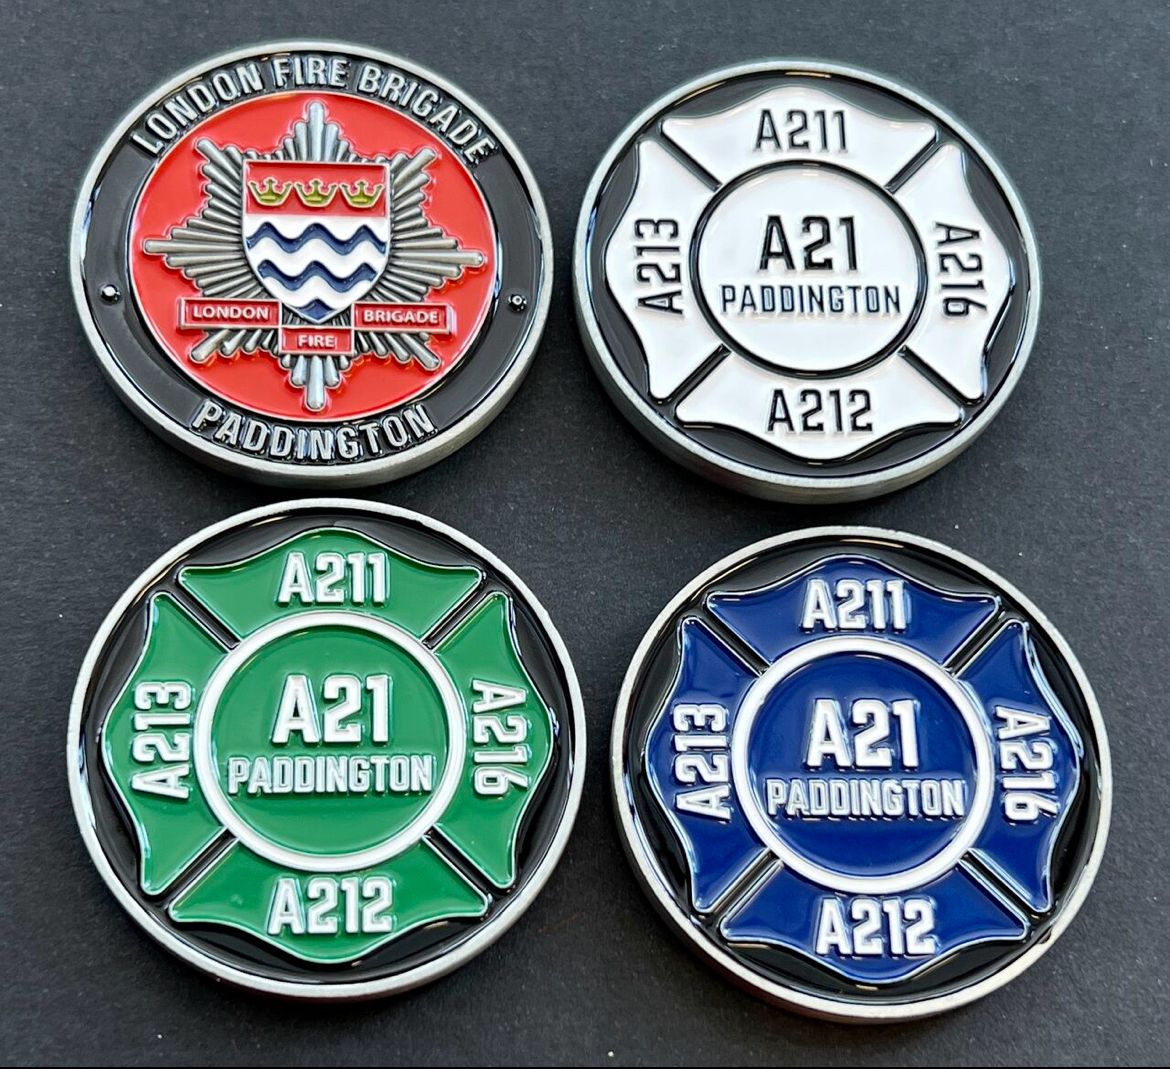 LONDON FIRE BRIGADE
LONDON
BRIGADE
FIRE
PADDINGTON
A211
A213
A21
PADDINGTON
A216
A212
A211
A213
A21
PADDINGTON
A216
A212
A211
A213
A21
PADDINGTON
A216
A212